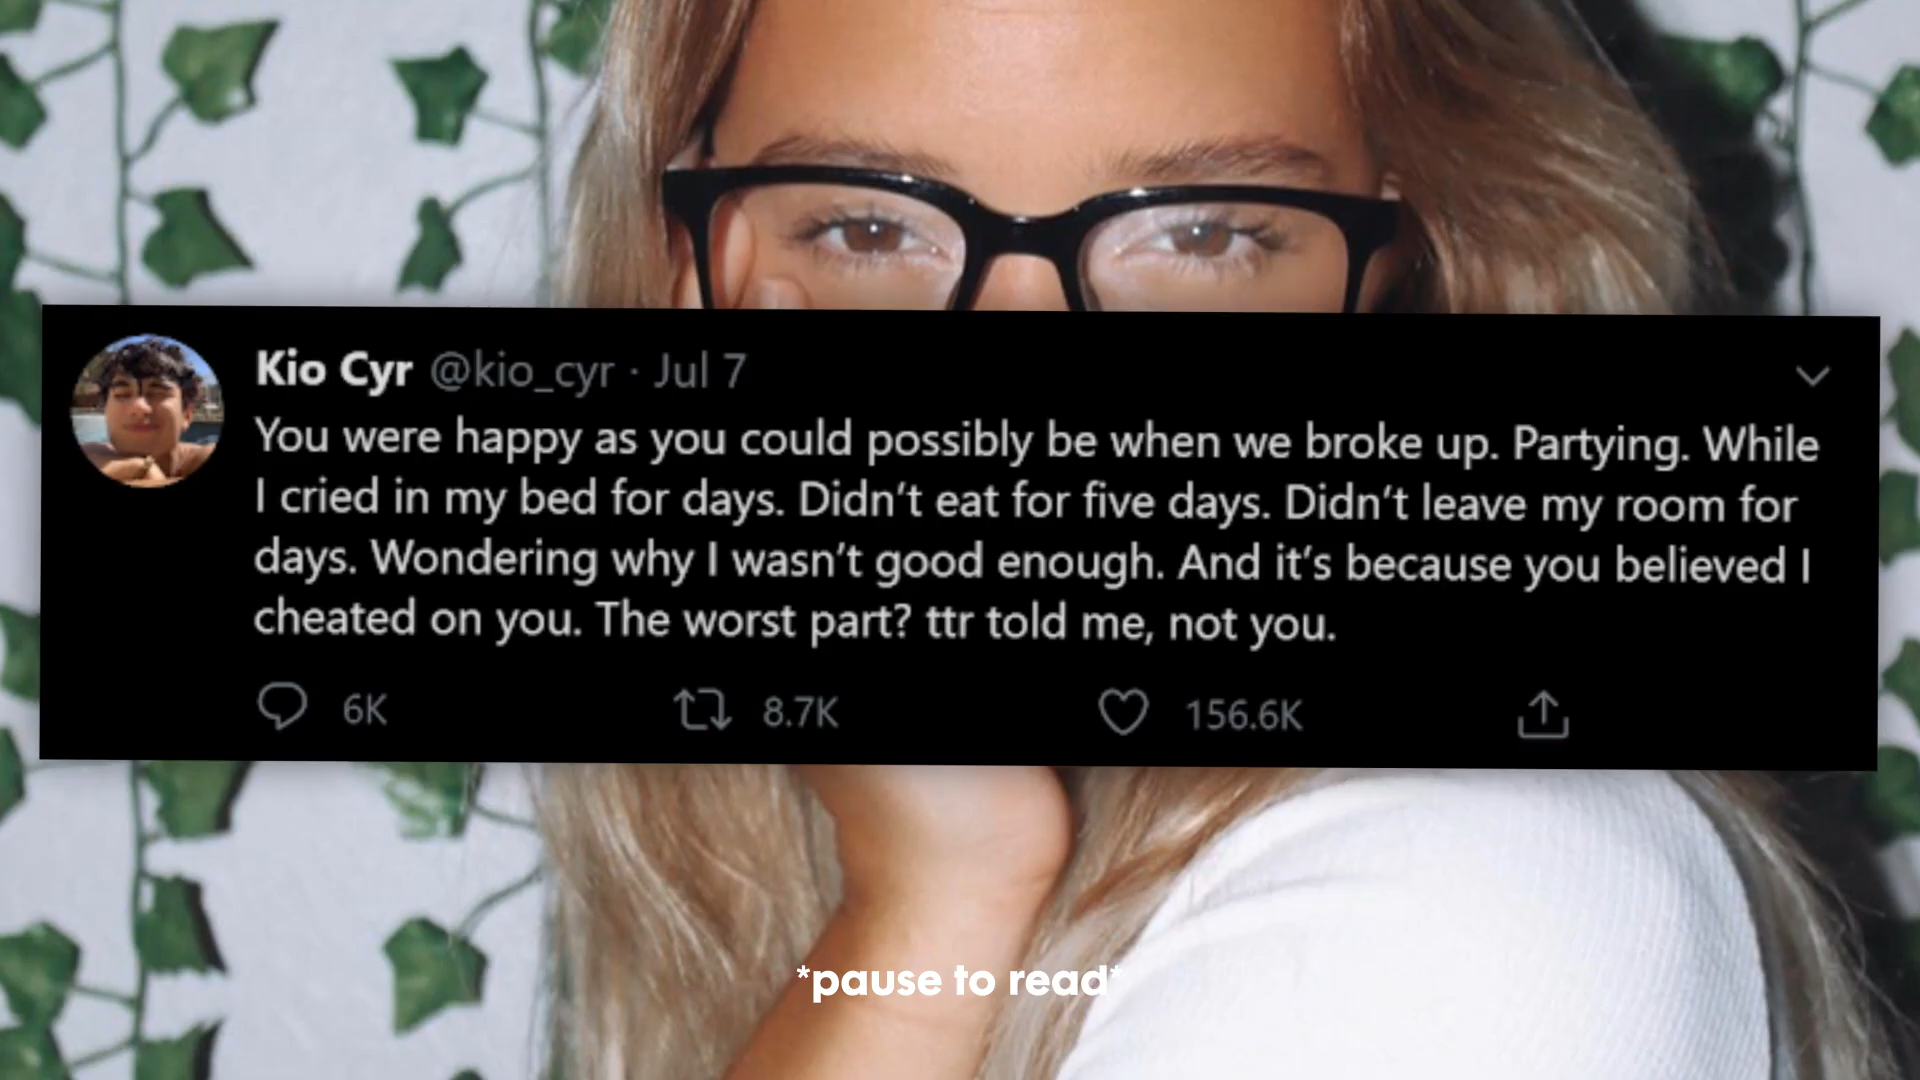 Kio Cyr @kio_cyr · Jul 7
You were happy as you could possibly be when we broke up. Partying. While
I cried in my bed for days. Didn’t eat for five days. Didn’t leave my room for
days. Wondering why I wasn’t good enough. And it’s because you believed I
cheated on you. The worst part? ttr told me, not you.
6K 8.7K 156.6K
*pause to read*